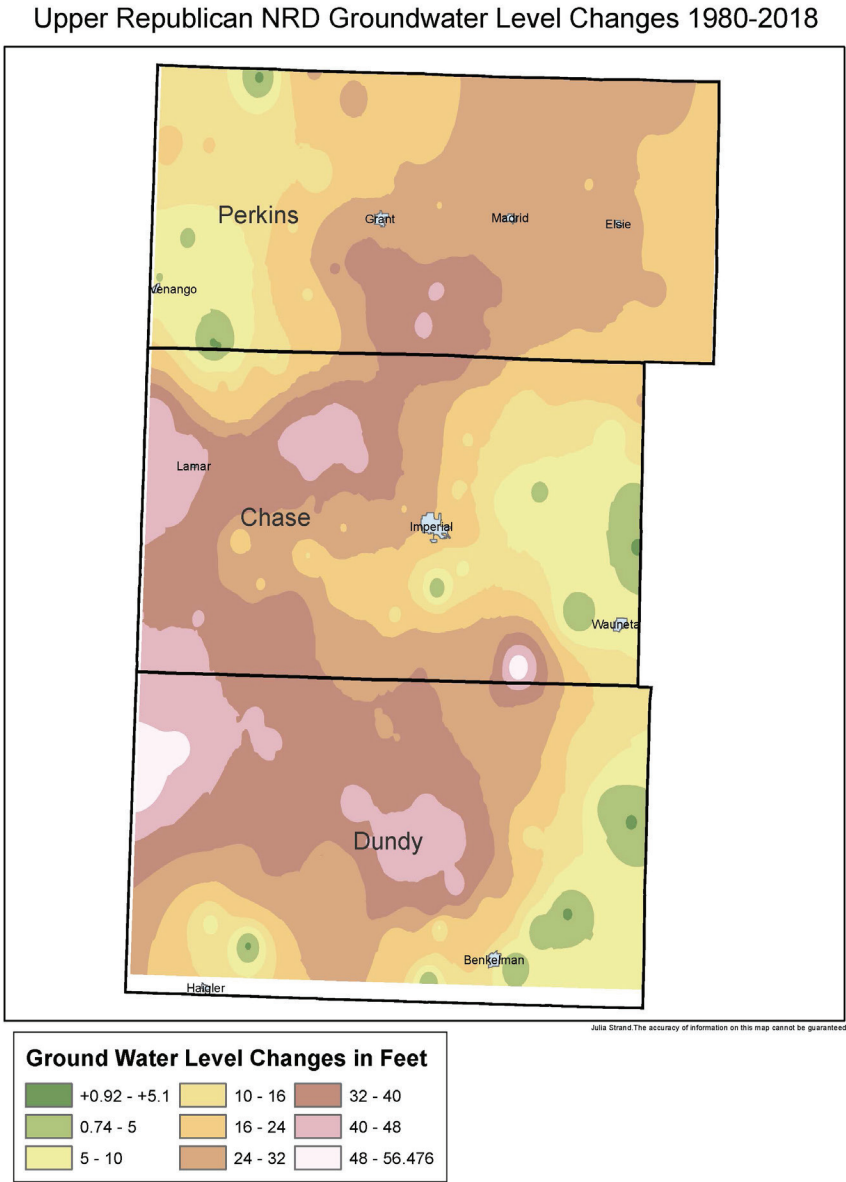 Upper Republican NRD Groundwater Level Changes 1980-2018
Perkins
Grant
Madrid
Elsie
Venango
Lamar
Chase
Imperial
Wauneta
Dundy
Benkelman
Haigler
Julia Strand.The accuracy of information on this map cannot be guaranteed
Ground Water Level Changes in Feet
+0.92 - +5.1
10 - 16
32 - 40
0.74 - 5
16 - 24
40 - 48
5 - 10
24 - 32
48 - 56.476